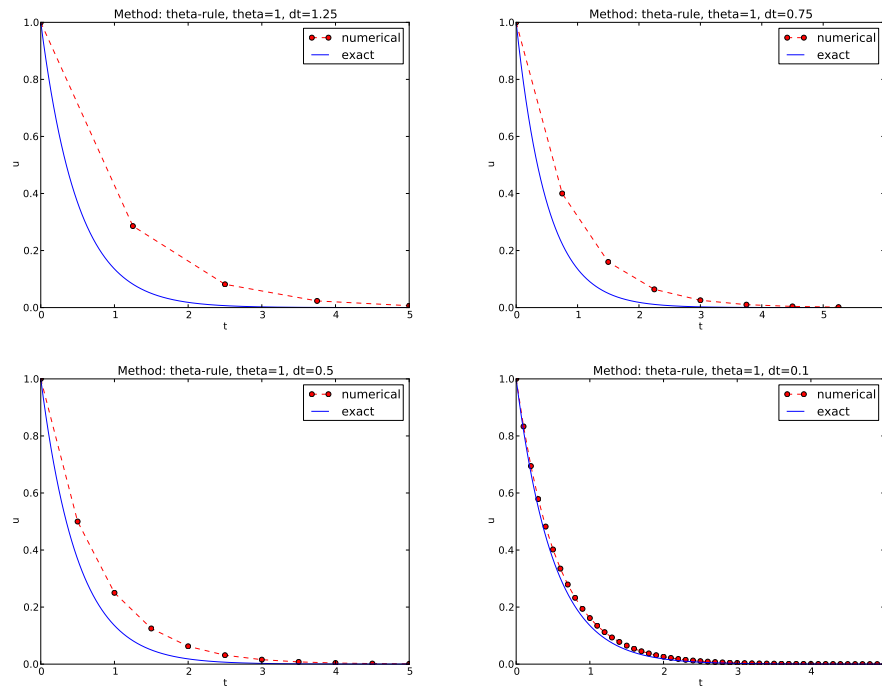 Method: theta-rule, theta=1, dt=1.25
numerical
exact
1.0
0.8
0.6
0.4
0.2
0.0
u
0 1 2 3 4 5
t
Method: theta-rule, theta=1, dt=0.75
numerical
exact
1.0
0.8
0.6
0.4
0.2
0.0
u
0 1 2 3 4 5
t
Method: theta-rule, theta=1, dt=0.5
numerical
exact
1.0
0.8
0.6
0.4
0.2
0.0
u
0 1 2 3 4 5
t
Method: theta-rule, theta=1, dt=0.1
numerical
exact
1.0
0.8
0.6
0.4
0.2
0.0
u
0 1 2 3 4
t